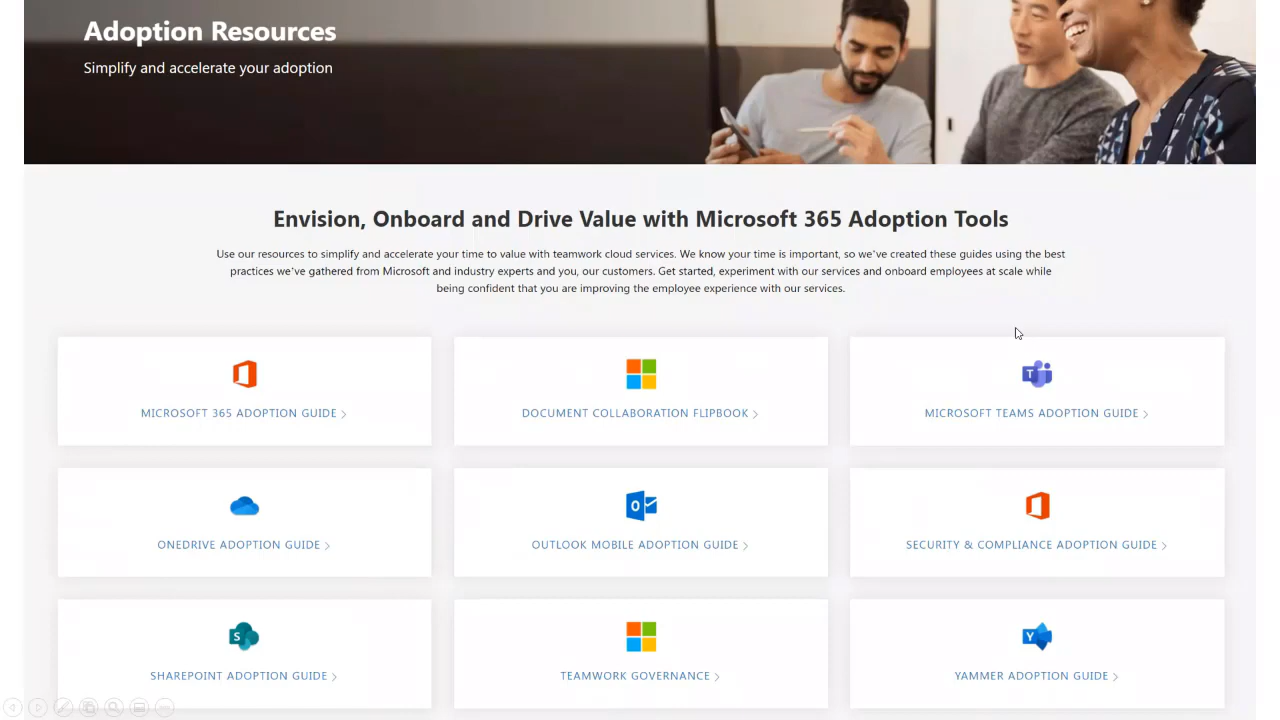 Adoption Resources
Simplify and accelerate your adoption
Envision, Onboard and Drive Value with Microsoft 365 Adoption Tools
Use our resources to simplify and accelerate your time to value with teamwork cloud services. We know your time is important, so we've created these guides using the best
practices we've gathered from Microsoft and industry experts and you, our customers. Get started, experiment with our services and onboard employees at scale while
being confident that you are improving the employee experience with our services.
MICROSOFT 365 ADOPTION GUIDE
DOCUMENT COLLABORATION FLIPBOOK
T
MICROSOFT TEAMS ADOPTION GUIDE
ONEDRIVE ADOPTION GUIDE
O
OUTLOOK MOBILE ADOPTION GUIDE
SECURITY & COMPLIANCE ADOPTION GUIDE
S
SHAREPOINT ADOPTION GUIDE
TEAMWORK GOVERNANCE
Y
YAMMER ADOPTION GUIDE